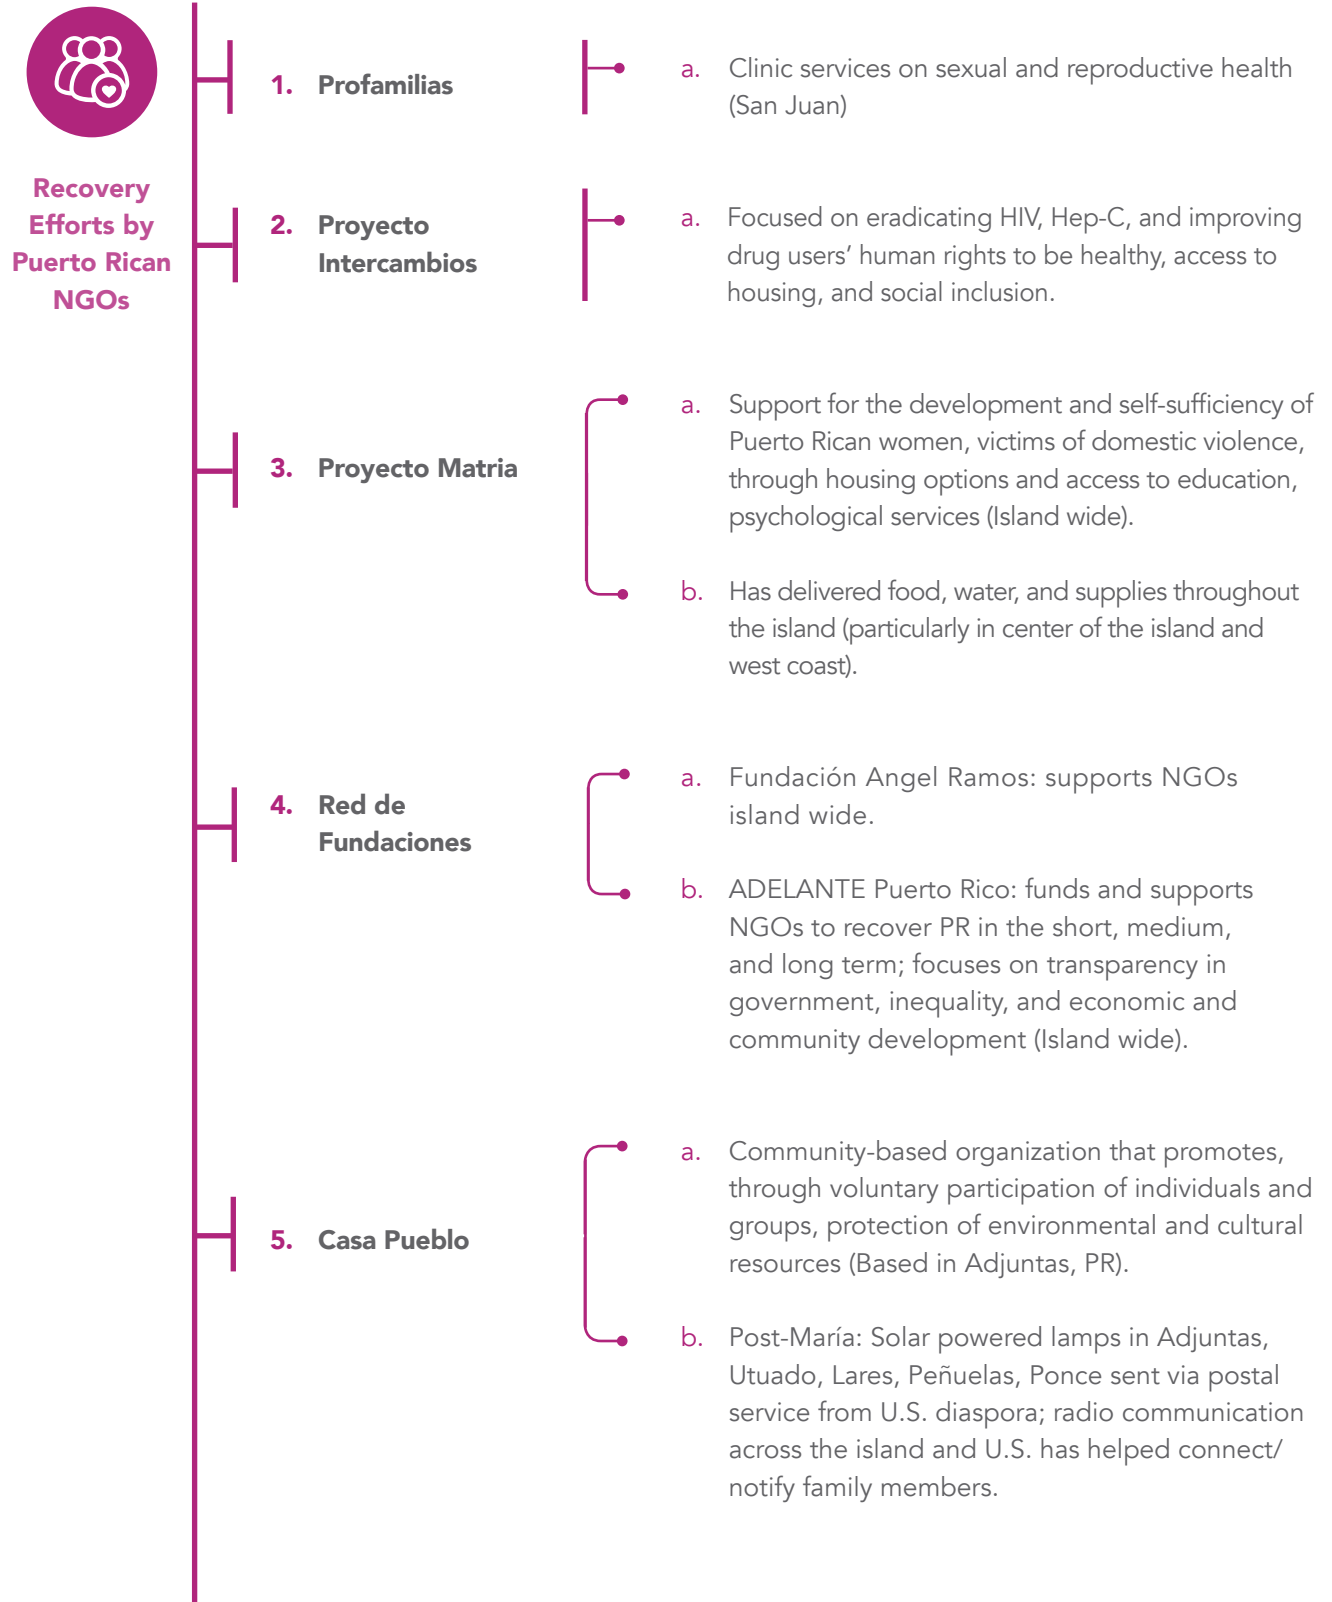 Recovery
Efforts by
Puerto Rican
NGOs
1. Profamilias
a. Clinic services on sexual and reproductive health
(San Juan)
2. Proyecto
Intercambios
a. Focused on eradicating HIV, Hep-C, and improving
drug users’ human rights to be healthy, access to
housing, and social inclusion.
3. Proyecto Matria
a. Support for the development and self-sufficiency of
Puerto Rican women, victims of domestic violence,
through housing options and access to education,
psychological services (Island wide).
b. Has delivered food, water, and supplies throughout
the island (particularly in center of the island and
west coast).
4. Red de
Fundaciones
a. Fundación Angel Ramos: supports NGOs
island wide.
b. ADELANTE Puerto Rico: funds and supports
NGOs to recover PR in the short, medium,
and long term; focuses on transparency in
government, inequality, and economic and
community development (Island wide).
5. Casa Pueblo
a. Community-based organization that promotes,
through voluntary participation of individuals and
groups, protection of environmental and cultural
resources (Based in Adjuntas, PR).
b. Post-María: Solar powered lamps in Adjuntas,
Utuado, Lares, Peñuelas, Ponce sent via postal
service from U.S. diaspora; radio communication
across the island and U.S. has helped connect/
notify family members.